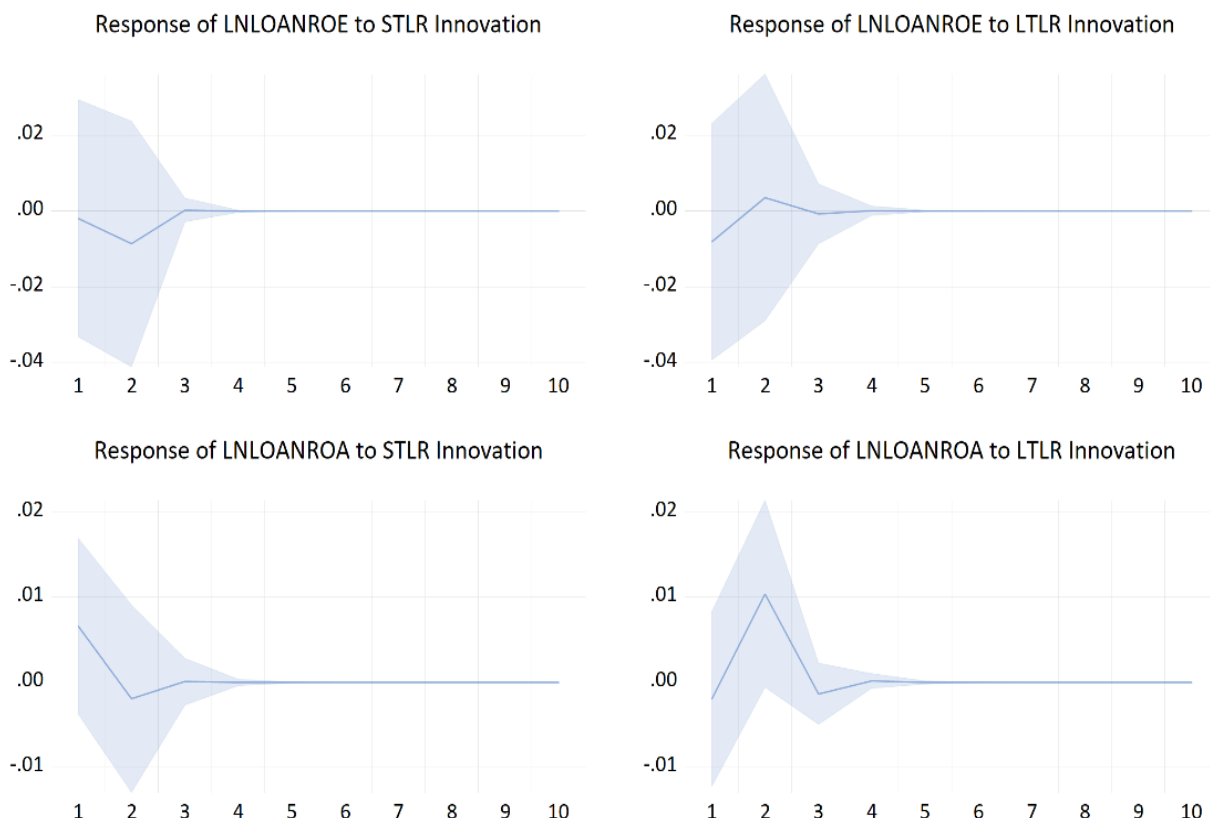 Response of LNLOANROE to STLR Innovation
.02
.00
-.02
-.04
1 2 3 4 5 6 7 8 9 10
Response of LNLOANROE to LTLR Innovation
.02
.00
-.02
-.04
1 2 3 4 5 6 7 8 9 10
Response of LNLOANROA to STLR Innovation
.02
.01
.00
-.01
1 2 3 4 5 6 7 8 9 10
Response of LNLOANROA to LTLR Innovation
.02
.01
.00
-.01
1 2 3 4 5 6 7 8 9 10